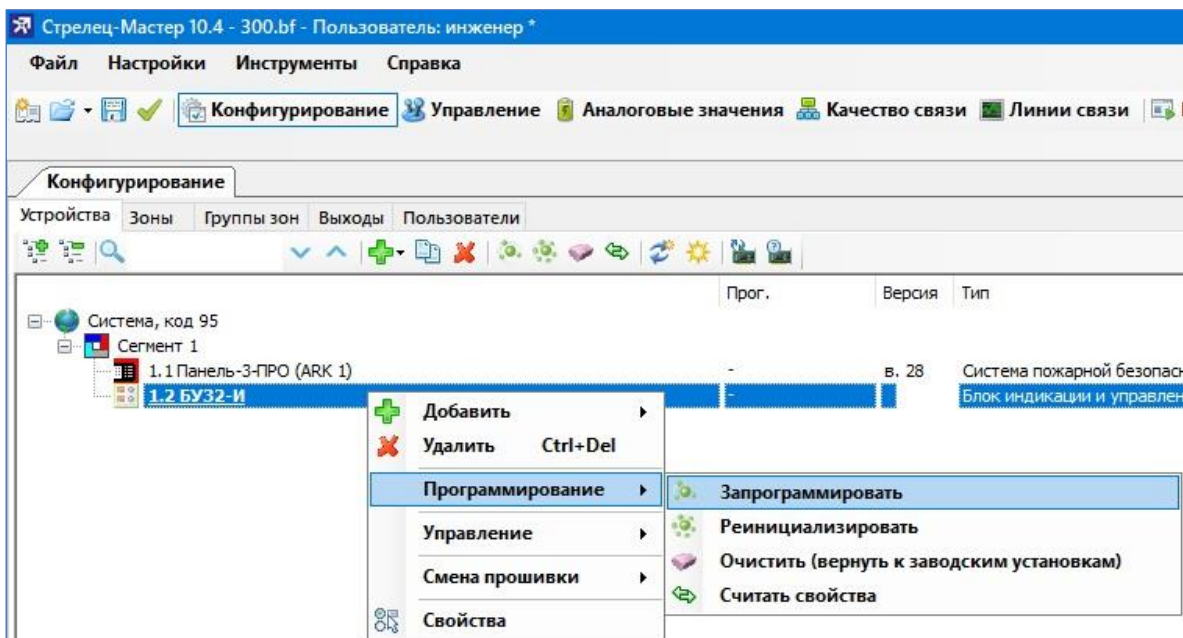 Стрелец-Мастер 10.4 - 300.bf - Пользователь: инженер *
Файл Настройки Инструменты Справка
Конфигурирование Управление Аналоговые значения Качество связи Линии связи
Конфигурирование
Устройства Зоны Группы зон Выходы Пользователи
Прог. Версия Тип
Система, код 95
Сегмент 1
1.1 Панель-3-ПРО (ARK 1) - в. 28 Система пожарной безопасн
1.2 БУ32-И - Блок индикации и управлен
Добавить
Удалить Ctrl+Del
Программирование Запрограммировать
Управление Реинициализировать
Очистить (вернуть к заводским установкам)
Смена прошивки Считать свойства
Свойства